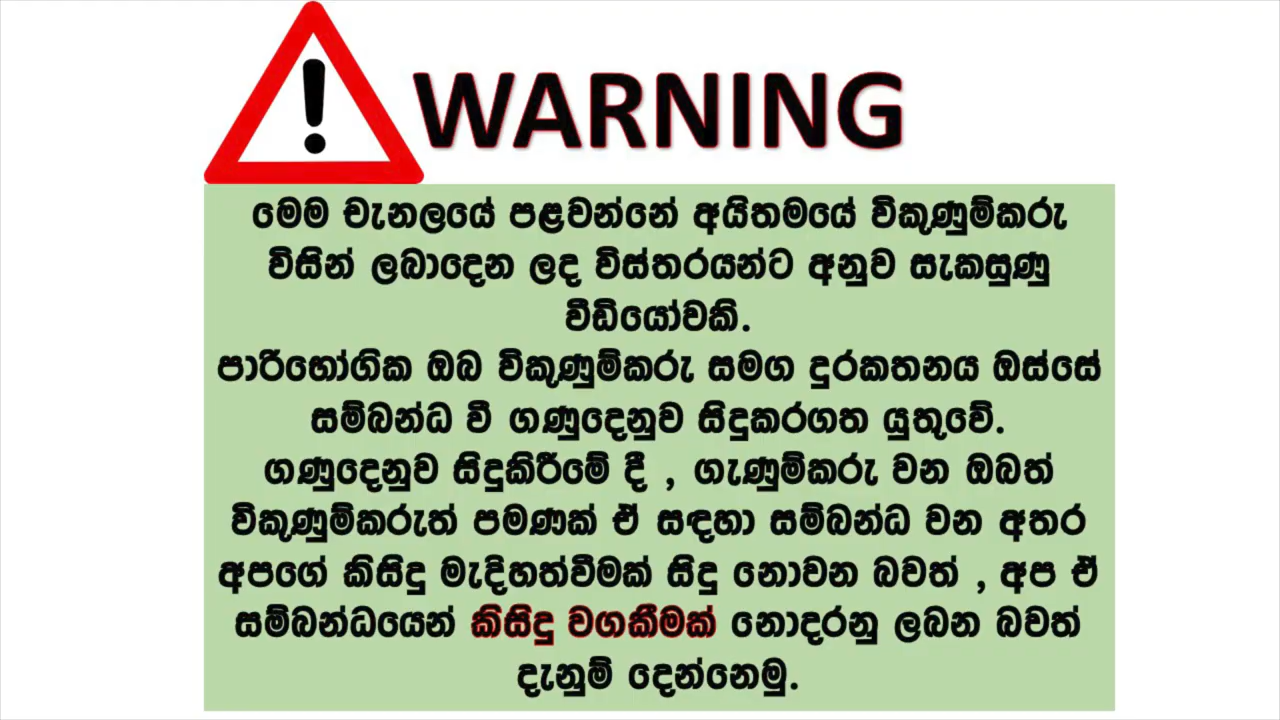 WARNING
මෙම චැනලයේ පළවන්නේ අයිතමයේ විකුණුම්කරු
විසින් ලබාදෙන ලද විස්තරයන්ට අනුව සැකසුණු
වීඩියෝවකි.
පාරිභෝගික ඔබ විකුණුම්කරු සමග දුරකතනය ඔස්සේ
සම්බන්ධ වී ගණුදෙනුව සිදුකරගත යුතුවේ.
ගණුදෙනුව සිදුකිරීමේ දී , ගැණුම්කරු වන ඔබත්
විකුණුම්කරුත් පමණක් ඒ සඳහා සම්බන්ධ වන අතර
අපගේ කිසිදු මැදිහත්වීමක් සිදු නොවන බවත් , අප ඒ
සම්බන්ධයෙන් කිසිදු වගකීමක් නොදරනු ලබන බවත්
දැනුම් දෙන්නෙමු.